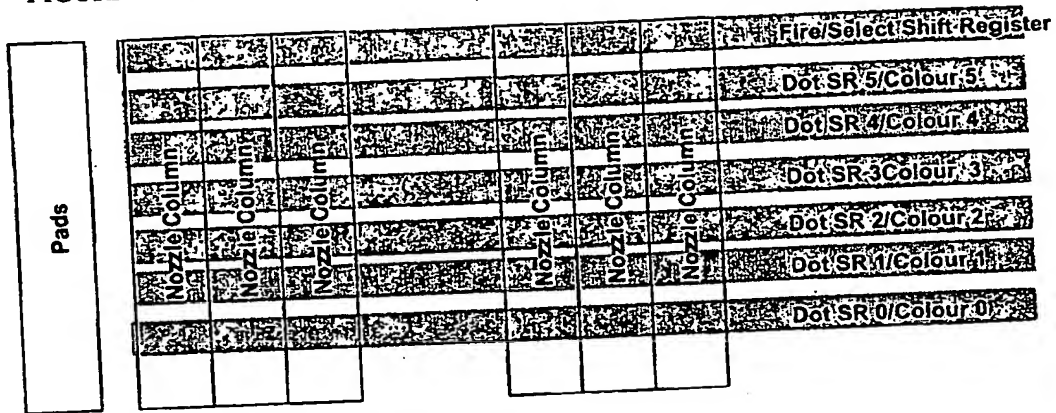 Fire/Select Shift Register
Dot SR 5/Colour 5
Dot SR 4/Colour 4
Dot SR 3Colour 3
Dot SR 2/Colour 2
Dot SR 1/Colour 1
Dot SR 0/Colour 0
Pads
Nozzle Column
Nozzle Column
Nozzle Column
Nozzle Column
Nozzle Column
Nozzle Column